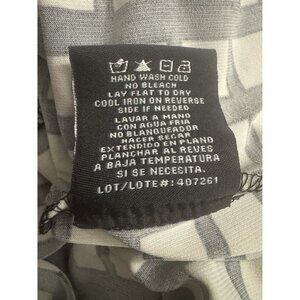 HAND WASH COLD
NO BLEACH
LAY FLAT TO DRY
COOL IRON ON REVERSE
SIDE IF NEEDED
LAVAR A MANO
CON AGUA FRIA
NO BLANQUEADOR
HACER SECAR
EXTENDIDO EN PLANO
PLANCHAR AL REVES
A BAJA TEMPERATURA
SI SE NECESITA.
LOT/LOTE#: 407261